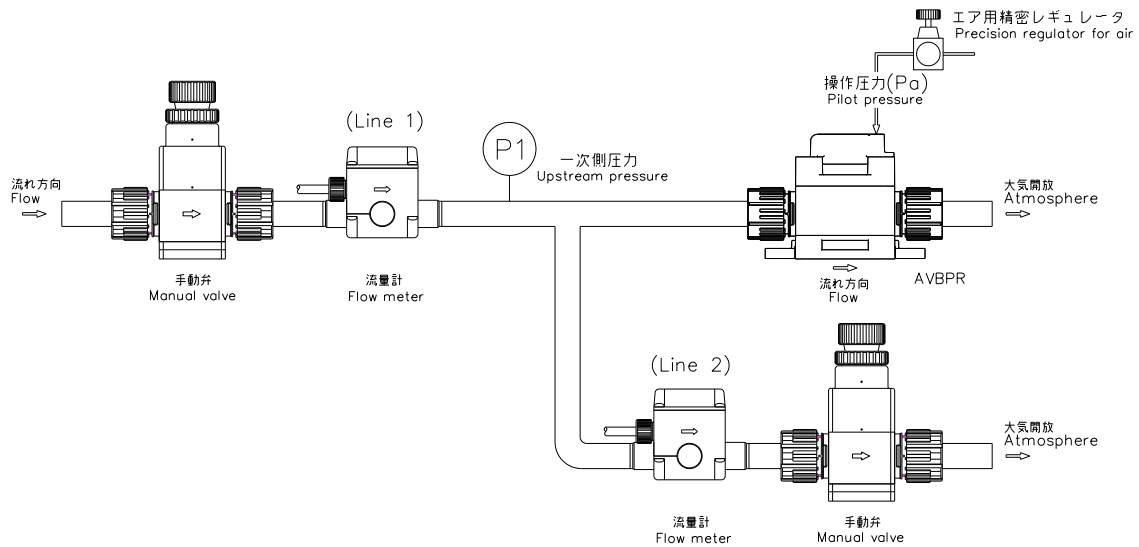 エア用精密レギュレータ
Precision regulator for air
操作圧力(Pa)
Pilot pressure
(Line 1)
P1
一次側圧力
Upstream pressure
流れ方向
Flow
大気開放
Atmosphere
手動弁
Manual valve
流量計
Flow meter
流れ方向
Flow
AVBPR
(Line 2)
大気開放
Atmosphere
流量計
Flow meter
手動弁
Manual valve